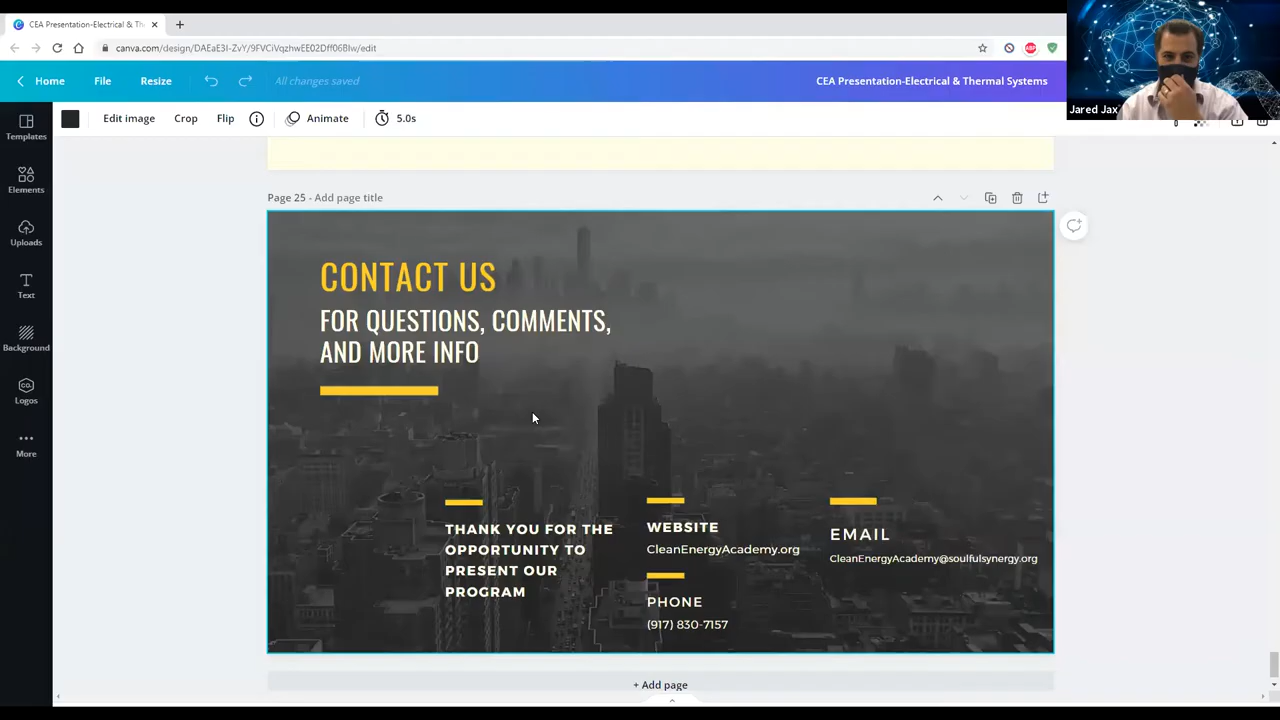 CEA Presentation-Electrical & Th
canva.com/design/DAEaE3I-ZvY/9FVCiVqzhwEE02Dff06BIw/edit
Home
File
Resize
All changes saved
CEA Presentation-Electrical & Thermal Systems
Jared Jax
Edit image
Crop
Flip
Animate
5.0s
Templates
Elements
Uploads
Text
Background
CO.
Logos
More
Page 25 - Add page title
CONTACT US
FOR QUESTIONS, COMMENTS,
AND MORE INFO
THANK YOU FOR THE
OPPORTUNITY TO
PRESENT OUR
PROGRAM
WEBSITE
CleanEnergyAcademy.org
PHONE
(917) 830-7157
EMAIL
CleanEnergyAcademy@soulfulsynergy.org
+ Add page